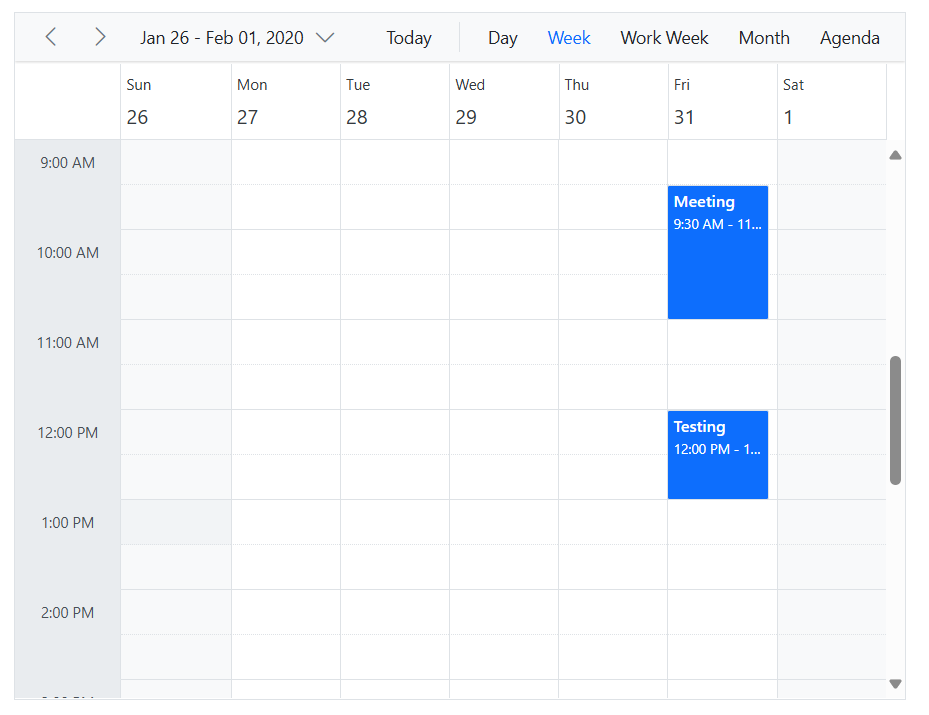 Jan 26 - Feb 01, 2020 Today Day Week Work Week Month Agenda
Sun Mon Tue Wed Thu Fri Sat
26 27 28 29 30 31 1
9:00 AM
Meeting
9:30 AM - 11...
10:00 AM
11:00 AM
12:00 PM
Testing
12:00 PM - 1...
1:00 PM
2:00 PM